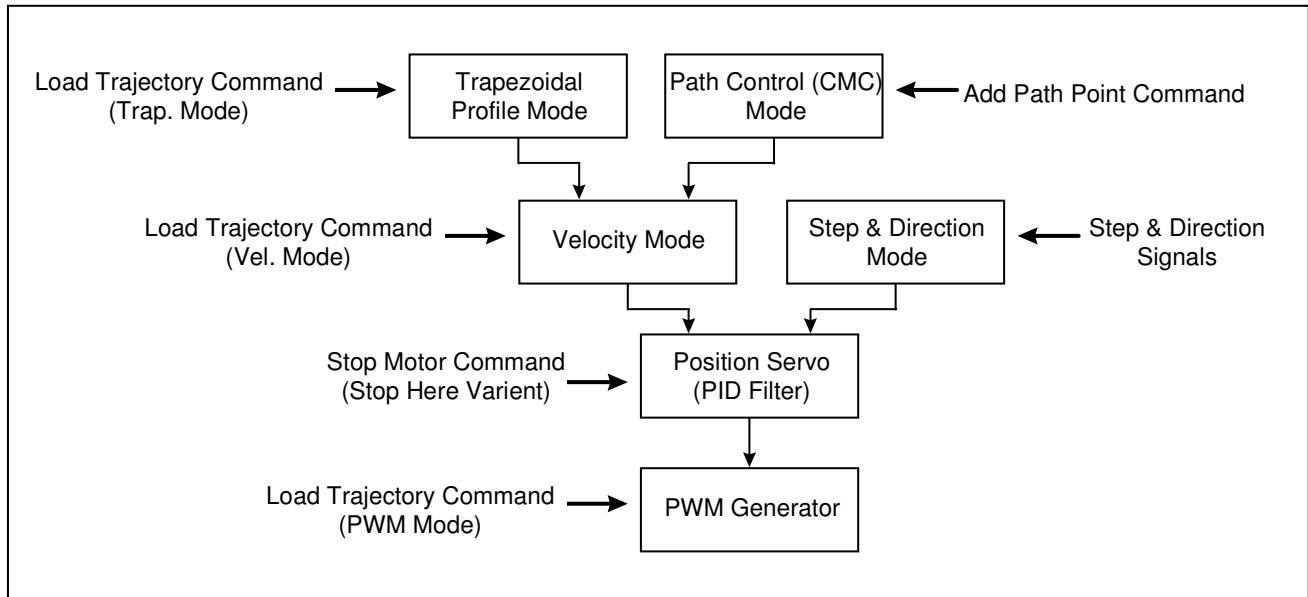 Load Trajectory Command
(Trap. Mode)
Trapezoidal
Profile Mode
Path Control (CMC)
Mode
Add Path Point Command
Load Trajectory Command
(Vel. Mode)
Velocity Mode
Step & Direction
Mode
Step & Direction
Signals
Stop Motor Command
(Stop Here Varient)
Position Servo
(PID Filter)
Load Trajectory Command
(PWM Mode)
PWM Generator